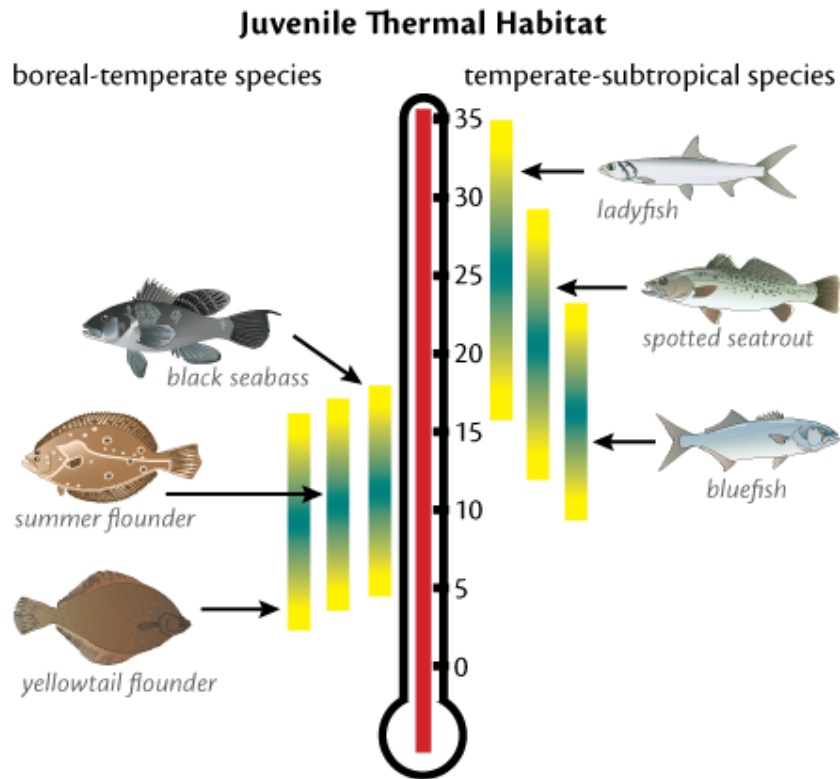 Juvenile Thermal Habitat
boreal-temperate species
temperate-subtropical species
35
30
ladyfish
25
spotted seatrout
20
black seabass
15
bluefish
10
summer flounder
5
0
yellowtail flounder